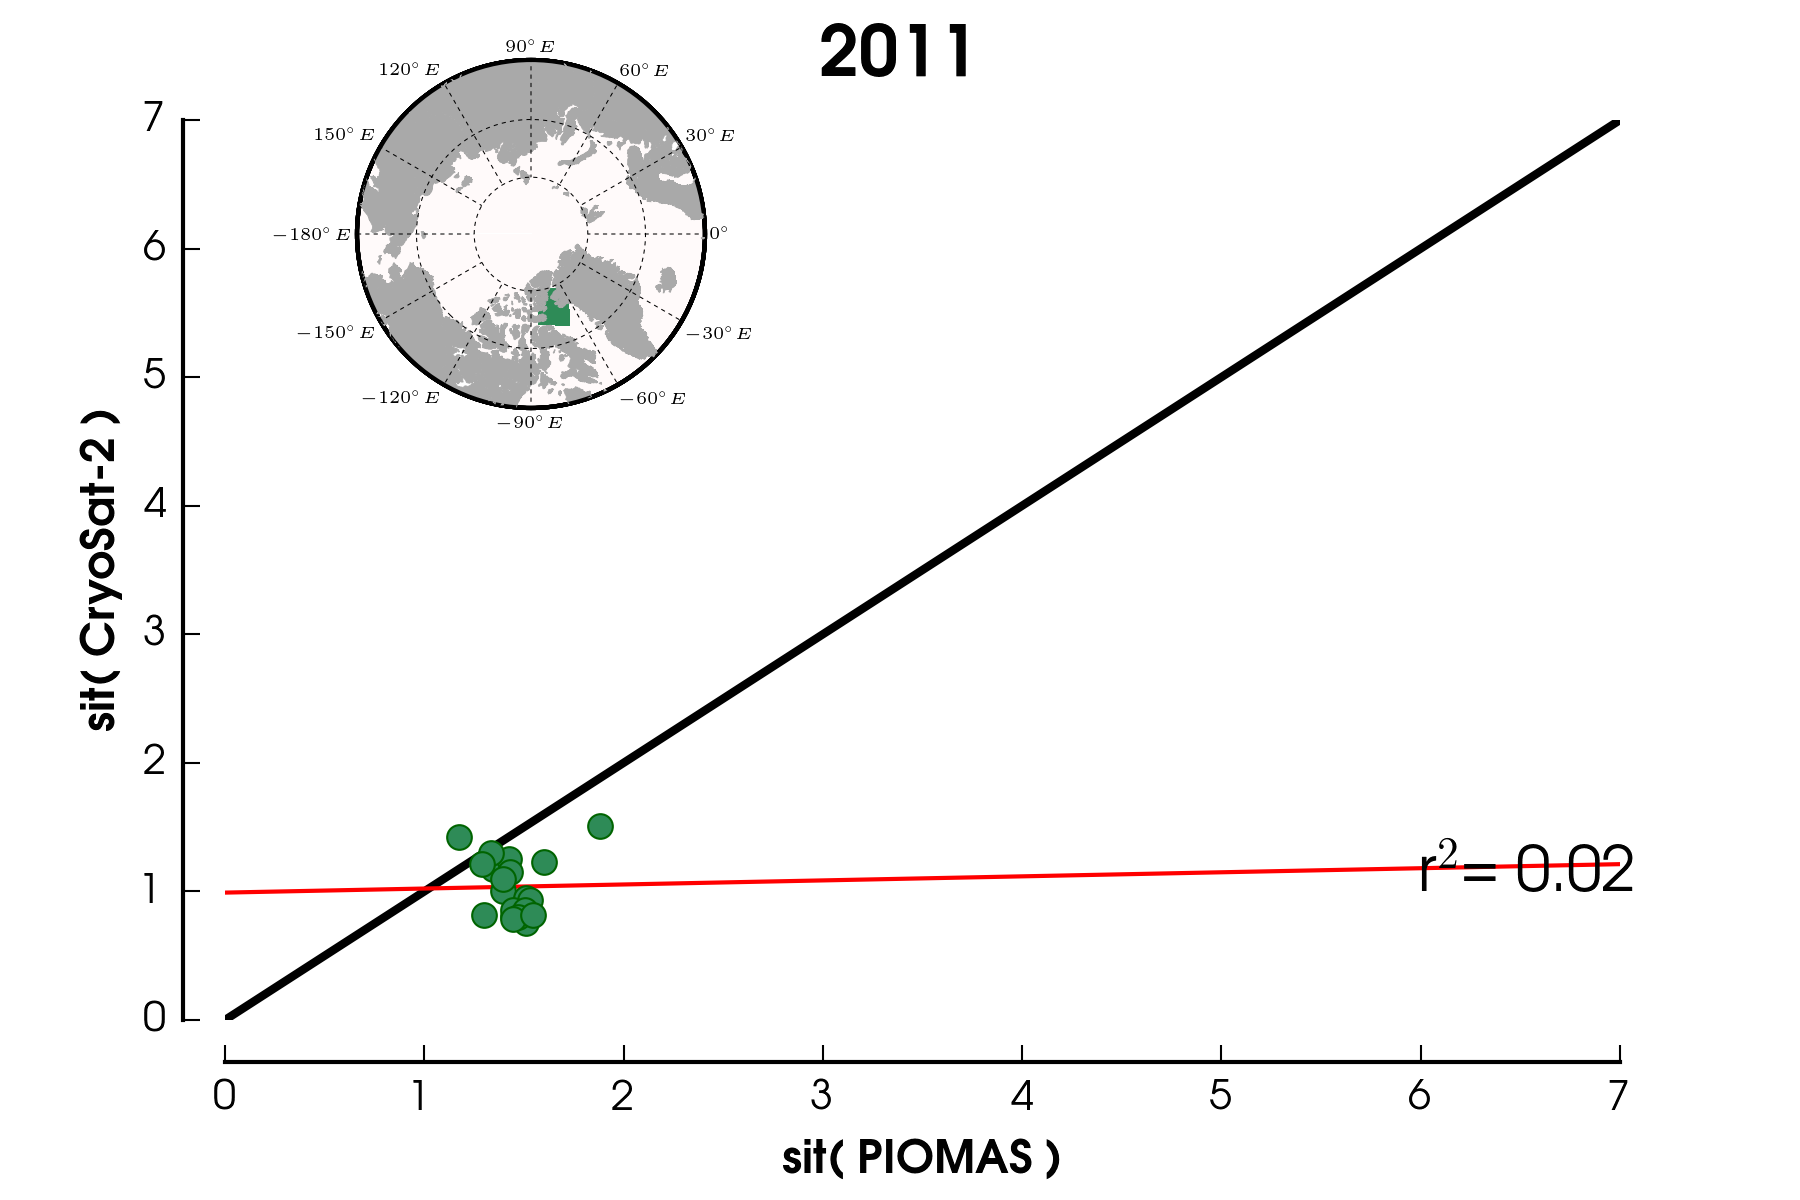 2011
90° E
120° E
60° E
150° E
30° E
−180° E
0°
−150° E
−30° E
−120° E
−60° E
−90° E
7
6
5
4
3
2
1
0
sit( CryoSat-2 )
r²= 0.02
0 1 2 3 4 5 6 7
sit( PIOMAS )